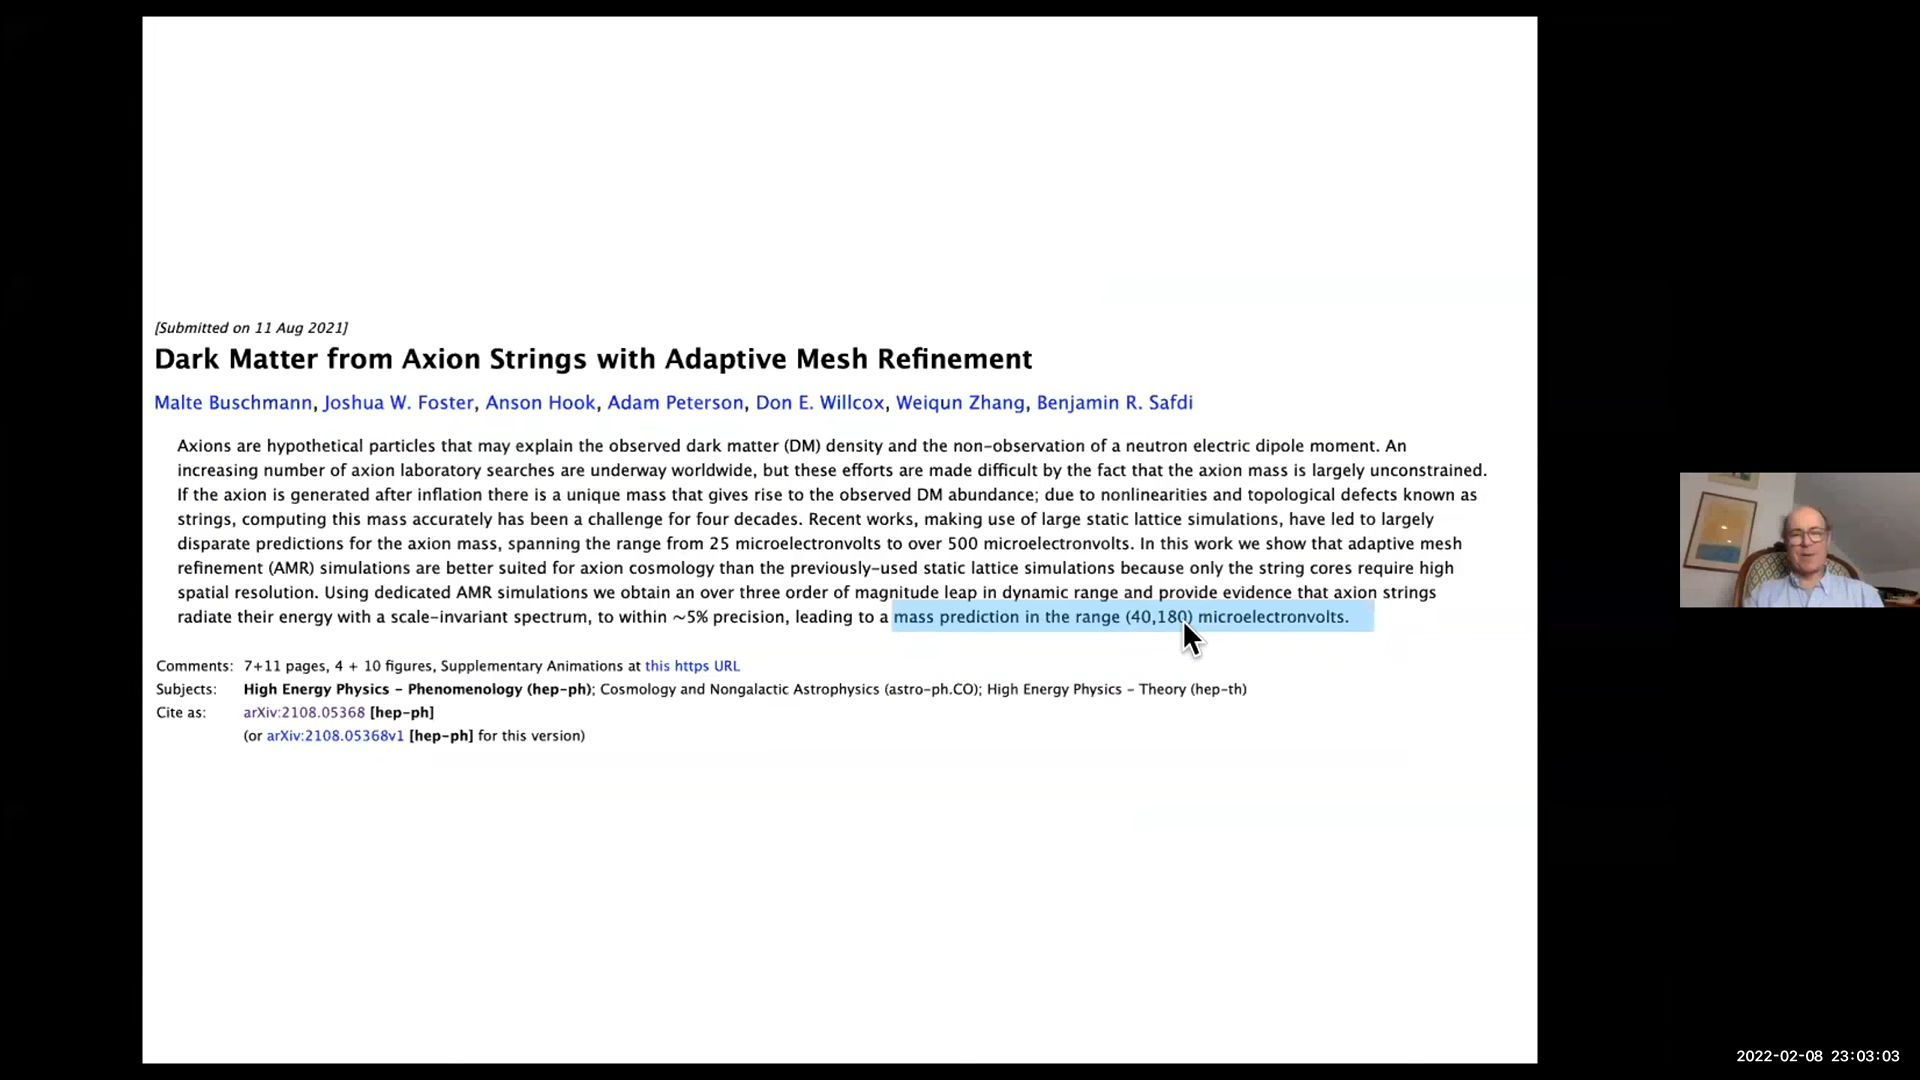 [Submitted on 11 Aug 2021]
Dark Matter from Axion Strings with Adaptive Mesh Refinement
Malte Buschmann, Joshua W. Foster, Anson Hook, Adam Peterson, Don E. Willcox, Weiqun Zhang, Benjamin R. Safdi
Axions are hypothetical particles that may explain the observed dark matter (DM) density and the non-observation of a neutron electric dipole moment. An
increasing number of axion laboratory searches are underway worldwide, but these efforts are made difficult by the fact that the axion mass is largely unconstrained.
If the axion is generated after inflation there is a unique mass that gives rise to the observed DM abundance; due to nonlinearities and topological defects known as
strings, computing this mass accurately has been a challenge for four decades. Recent works, making use of large static lattice simulations, have led to largely
disparate predictions for the axion mass, spanning the range from 25 microelectronvolts to over 500 microelectronvolts. In this work we show that adaptive mesh
refinement (AMR) simulations are better suited for axion cosmology than the previously-used static lattice simulations because only the string cores require high
spatial resolution. Using dedicated AMR simulations we obtain an over three order of magnitude leap in dynamic range and provide evidence that axion strings
radiate their energy with a scale-invariant spectrum, to within ~5% precision, leading to a mass prediction in the range (40,180) microelectronvolts.
Comments: 7+11 pages, 4 + 10 figures, Supplementary Animations at this https URL
Subjects: High Energy Physics - Phenomenology (hep-ph); Cosmology and Nongalactic Astrophysics (astro-ph.CO); High Energy Physics - Theory (hep-th)
Cite as: arXiv:2108.05368 [hep-ph]
(or arXiv:2108.05368v1 [hep-ph] for this version)
2022-02-08 23:03:03